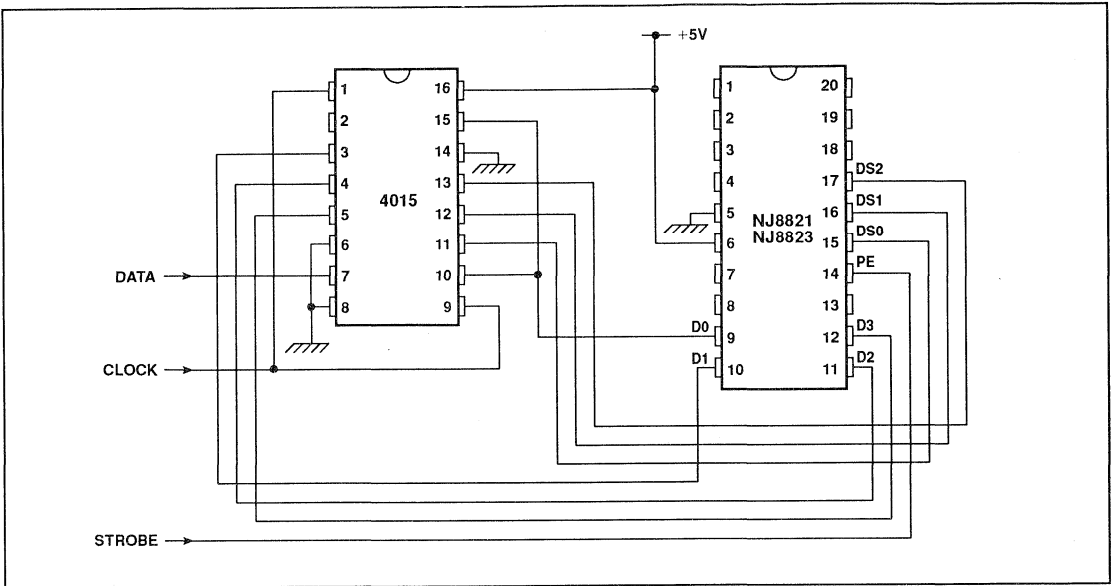 +5V
1 16
2 15
3 14
4 13
5 12
6 11
7 10
8 9
4015
1 20
2 19
3 18
4 17 DS2
5 16 DS1
6 15 DS0
7 14 PE
8 13
D0 9 12 D3
D1 10 11 D2
NJ8821
NJ8823
DATA
CLOCK
STROBE